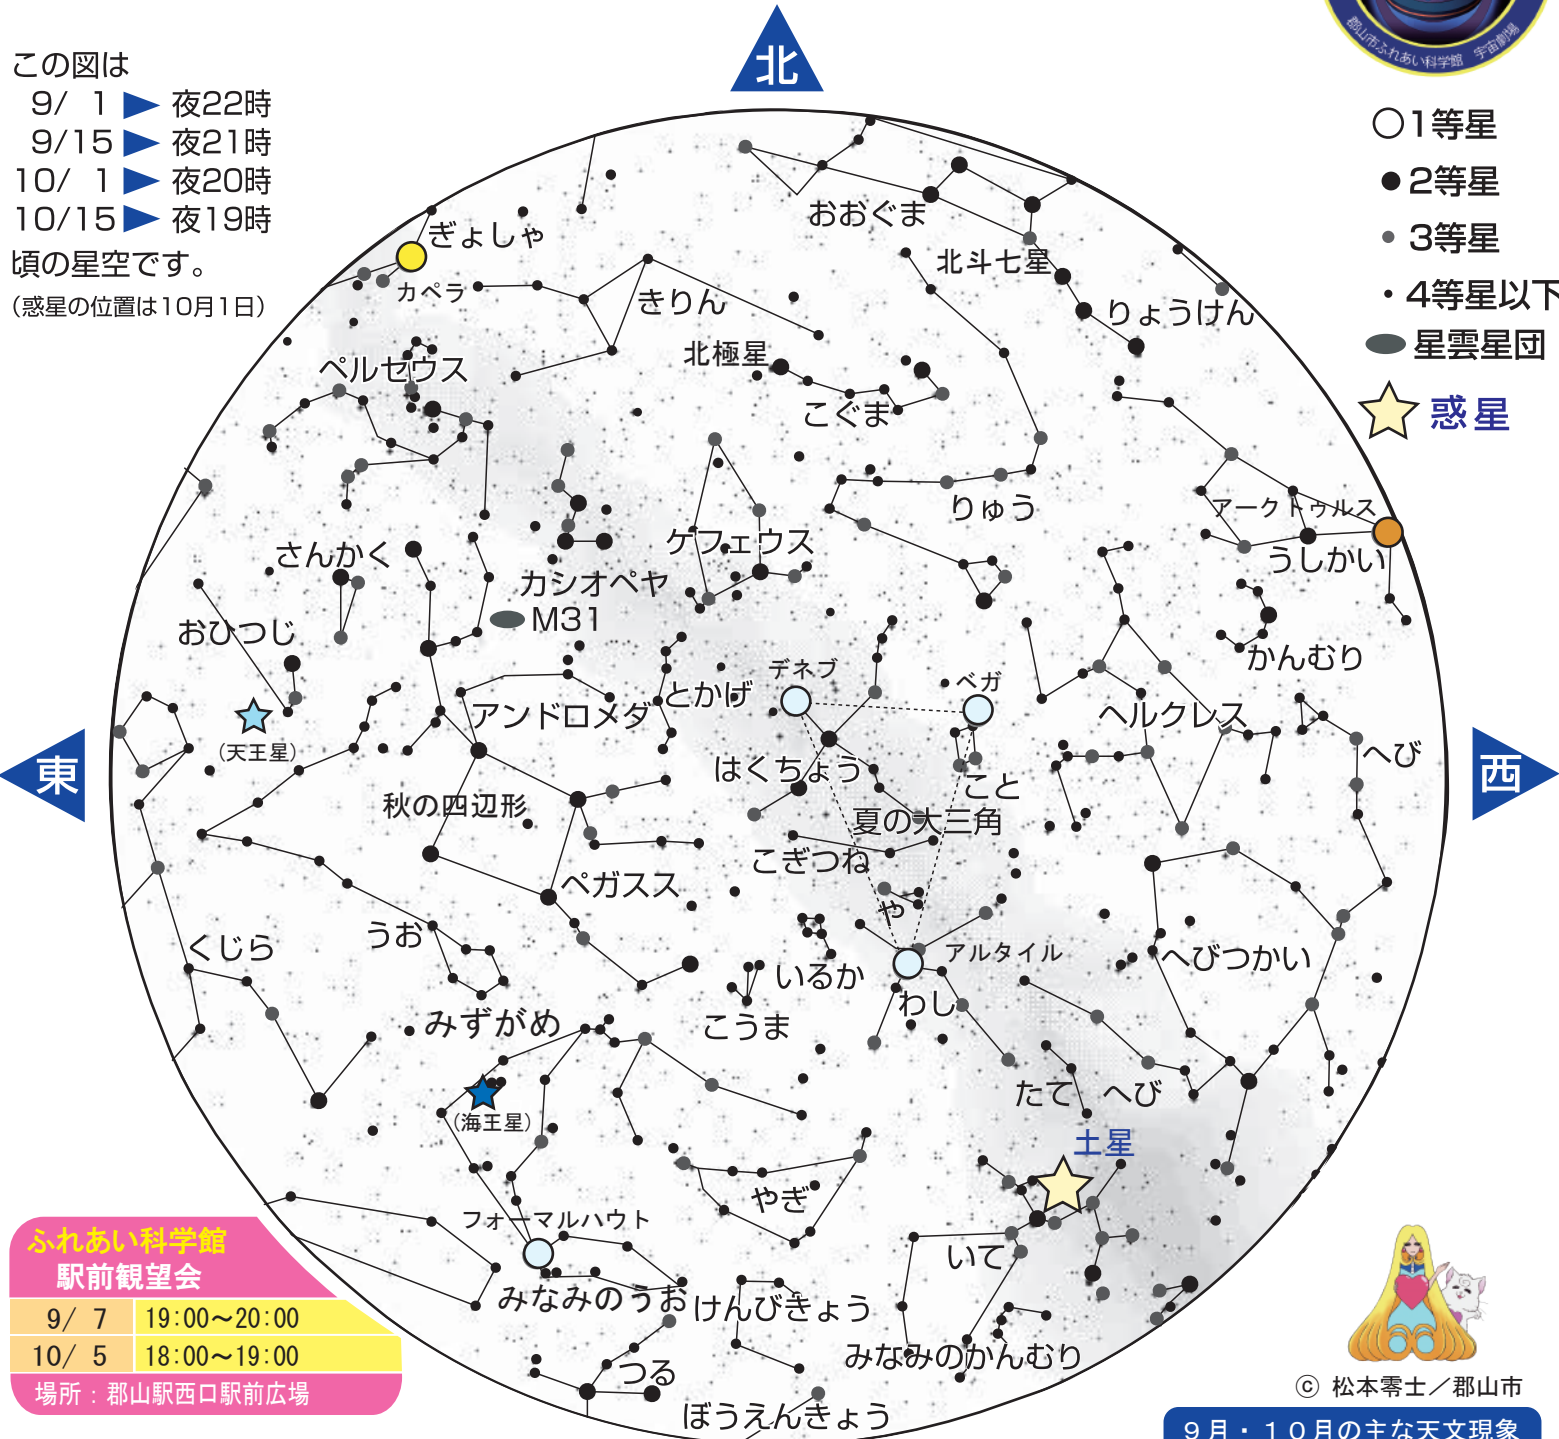 郡山市ふれあい科学館　宇宙劇場
北
この図は
9/ 1 ▶ 夜22時
9/15 ▶ 夜21時
10/ 1 ▶ 夜20時
10/15 ▶ 夜19時
頃の星空です。
（惑星の位置は10月1日）
1等星
2等星
3等星
4等星以下
星雲星団
惑星
おおぐま
ぎょしゃ
北斗七星
カペラ
きりん
りょうけん
北極星
ペルセウス
こぐま
りゅう
アークトゥルス
ケフェウス
さんかく
うしかい
カシオペヤ
M31
おひつじ
かんむり
デネブ
ベガ
とかげ
アンドロメダ
ヘルクレス
（天王星）
へび
東
西
はくちょう
こと
秋の四辺形
夏の大三角
こぎつね
ペガスス
や
うお
くじら
アルタイル
へびつかい
いるか
わし
みずがめ
こうま
たて
へび
（海王星）
土星
やぎ
フォーマルハウト
いて
みなみのうお
けんびきょう
みなみのかんむり
つる
ぼうえんきょう
ふれあい科学館
駅前観望会
9/ 7 19:00〜20:00
10/ 5 18:00〜19:00
場所：郡山駅西口駅前広場
ⓒ 松本零士／郡山市
9月・10月の主な天文現象